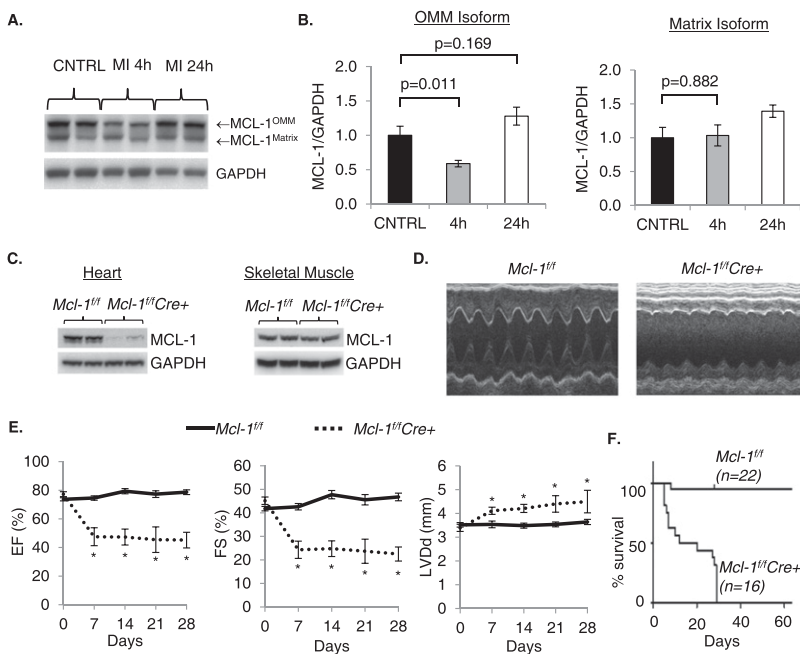 A.
CNTRL MI 4h MI 24h
←MCL-1OMM
←MCL-1Matrix
GAPDH
B.
OMM Isoform
p=0.169
p=0.011
2.0
1.5
1.0
0.5
0.0
MCL-1/GAPDH
CNTRL 4h 24h
Matrix Isoform
p=0.882
2.0
1.5
1.0
0.5
0.0
MCL-1/GAPDH
CNTRL 4h 24h
C.
Heart
Mcl-1f/f Mcl-1f/fCre+
MCL-1
GAPDH
Skeletal Muscle
Mcl-1f/f Mcl-1f/fCre+
MCL-1
GAPDH
D.
Mcl-1f/f Mcl-1f/fCre+
E.
Mcl-1f/f Mcl-1f/fCre+
100
80
60
40
20
0
EF (%)
* * * *
0 7 14 21 28
Days
60
50
40
30
20
10
0
FS (%)
* * * *
0 7 14 21 28
Days
6
5
4
3
2
1
0
LVDd (mm)
* * * *
0 7 14 21 28
Days
F.
Mcl-1f/f
(n=22)
100
50
0
% survival
Mcl-1f/fCre+
(n=16)
0 20 40 60
Days